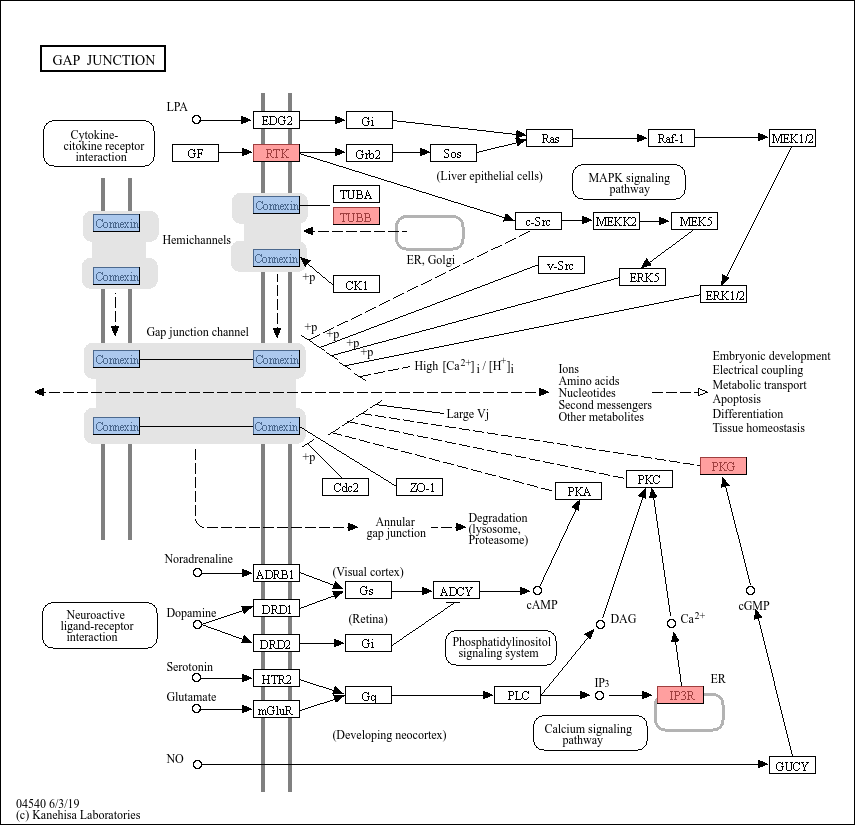 GAP JUNCTION
LPA
EDG2
Gi
Cytokine-
citokine receptor
interaction
GF
RTK
Grb2
Sos
Ras
Raf-1
MEK1/2
(Liver epithelial cells)
MAPK signaling
pathway
TUBA
TUBB
Connexin
Connexin
Hemichannels
c-Src
MEKK2
MEK5
ER, Golgi
Connexin
Connexin
v-Src
ERK5
+p
CK1
ERK1/2
Gap junction channel
+p
+p
+p
+p
Connexin
Connexin
High [Ca2+]i / [H+]i
Ions
Amino acids
Nucleotides
Second messengers
Other metabolites
Embryonic development
Electrical coupling
Metabolic transport
Apoptosis
Differentiation
Tissue homeostasis
Large Vj
Connexin
Connexin
+p
PKG
Cdc2
ZO-1
PKA
PKC
Annular
gap junction
Degradation
(lysosome,
Proteasome)
Noradrenaline
ADRB1
(Visual cortex)
Gs
ADCY
cAMP
cGMP
Neuroactive
ligand-receptor
interaction
Dopamine
DRD1
(Retina)
DAG
Ca2+
DRD2
Gi
Phosphatidylinositol
signaling system
Serotonin
HTR2
IP3
ER
Glutamate
mGluR
Gq
PLC
IP3R
(Developing neocortex)
Calcium signaling
pathway
NO
GUCY
04540 6/3/19
(c) Kanehisa Laboratories